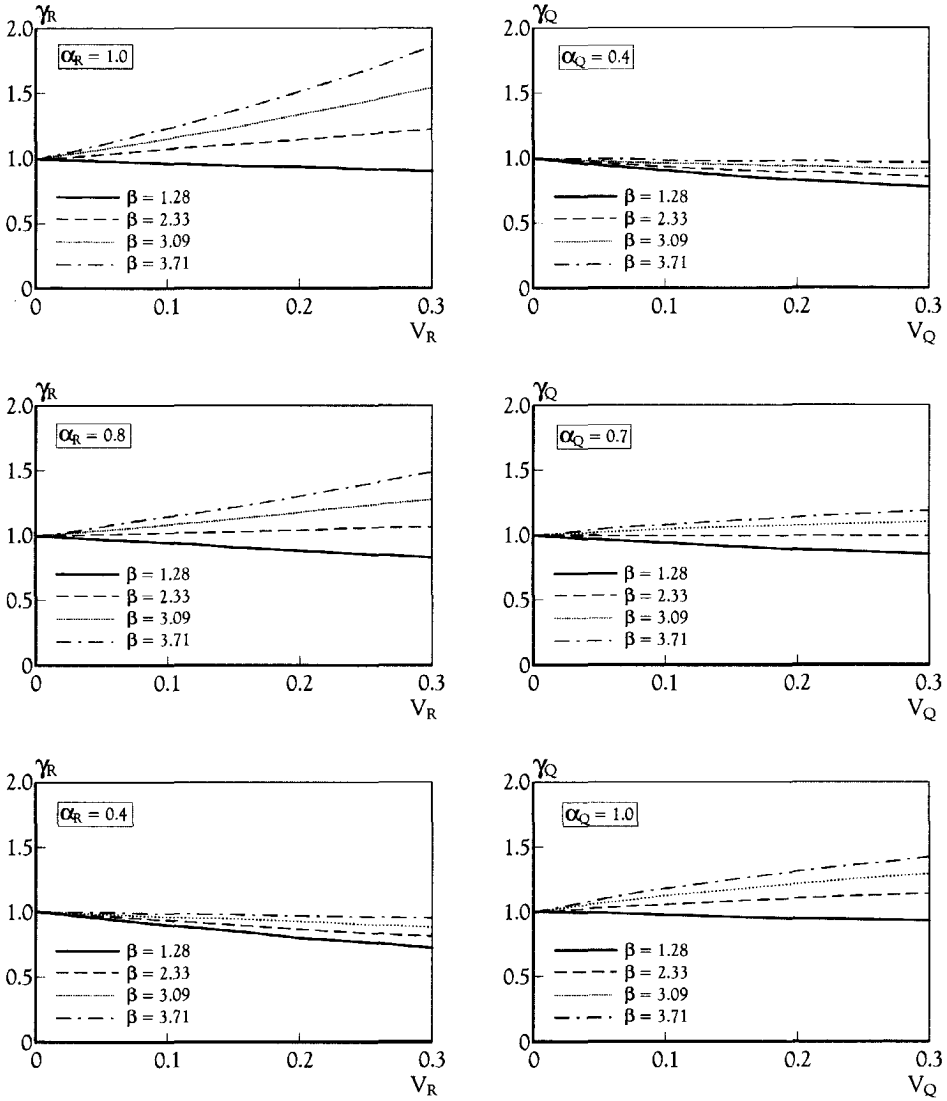 γR
2.0
αR = 1.0
1.5
1.0
β = 1.28
0.5
β = 2.33
β = 3.09
β = 3.71
0
0 0.1 0.2 0.3
VR
γQ
2.0
αQ = 0.4
1.5
1.0
β = 1.28
0.5
β = 2.33
β = 3.09
β = 3.71
0
0 0.1 0.2 0.3
VQ
γR
2.0
αR = 0.8
1.5
1.0
β = 1.28
0.5
β = 2.33
β = 3.09
β = 3.71
0
0 0.1 0.2 0.3
VR
γQ
2.0
αQ = 0.7
1.5
1.0
β = 1.28
0.5
β = 2.33
β = 3.09
β = 3.71
0
0 0.1 0.2 0.3
VQ
γR
2.0
αR = 0.4
1.5
1.0
β = 1.28
0.5
β = 2.33
β = 3.09
β = 3.71
0
0 0.1 0.2 0.3
VR
γQ
2.0
αQ = 1.0
1.5
1.0
β = 1.28
0.5
β = 2.33
β = 3.09
β = 3.71
0
0 0.1 0.2 0.3
VQ